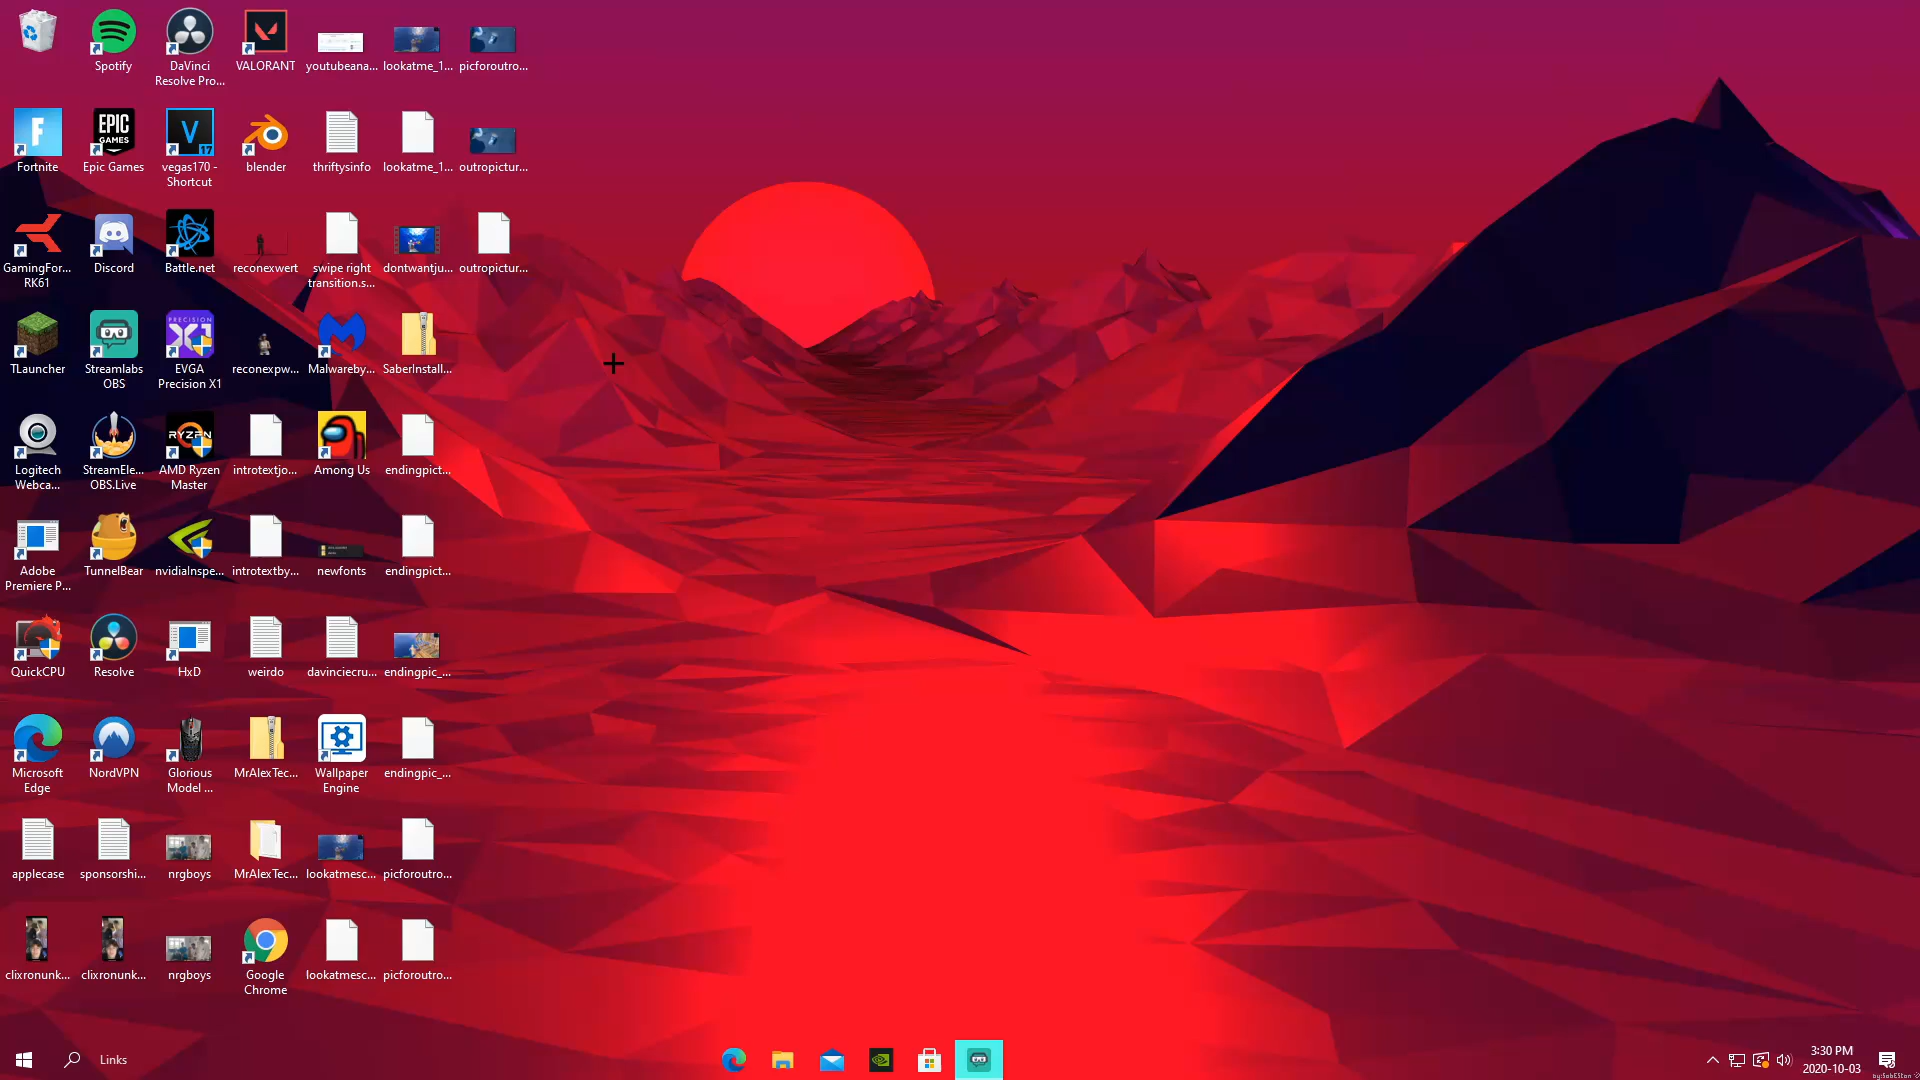 Spotify
DaVinci
Resolve Pro...
VALORANT
youtubeana...
lookatme_1...
picforoutro...
Fortnite
EPIC
GAMES
Epic Games
V
17
vegas170 -
Shortcut
blender
thriftysinfo
lookatme_1...
outropictur...
GamingFor...
RK61
Discord
Battle.net
reconexwert
swipe right
transition.s...
dontwantju...
outropictur...
TLauncher
Streamlabs
OBS
PRECISION
X1
EVGA
Precision X1
reconexpw...
Malwareby...
SaberInstall...
Logitech
Webca...
StreamEle...
OBS.Live
RYZEN
AMD Ryzen
Master
introtextjo...
Among Us
endingpict...
Adobe
Premiere P...
TunnelBear
nvidiaInspe...
introtextby...
newfonts
endingpict...
QuickCPU
Resolve
HxD
weirdo
davinciecru...
endingpic_...
Microsoft
Edge
NordVPN
Glorious
Model ...
MrAlexTec...
Wallpaper
Engine
endingpic_...
applecase
sponsorshi...
nrgboys
MrAlexTec...
lookatmesc...
picforoutro...
clixronunk...
clixronunk...
nrgboys
Google
Chrome
lookatmesc...
picforoutro...
Links
3:30 PM
2020-10-03